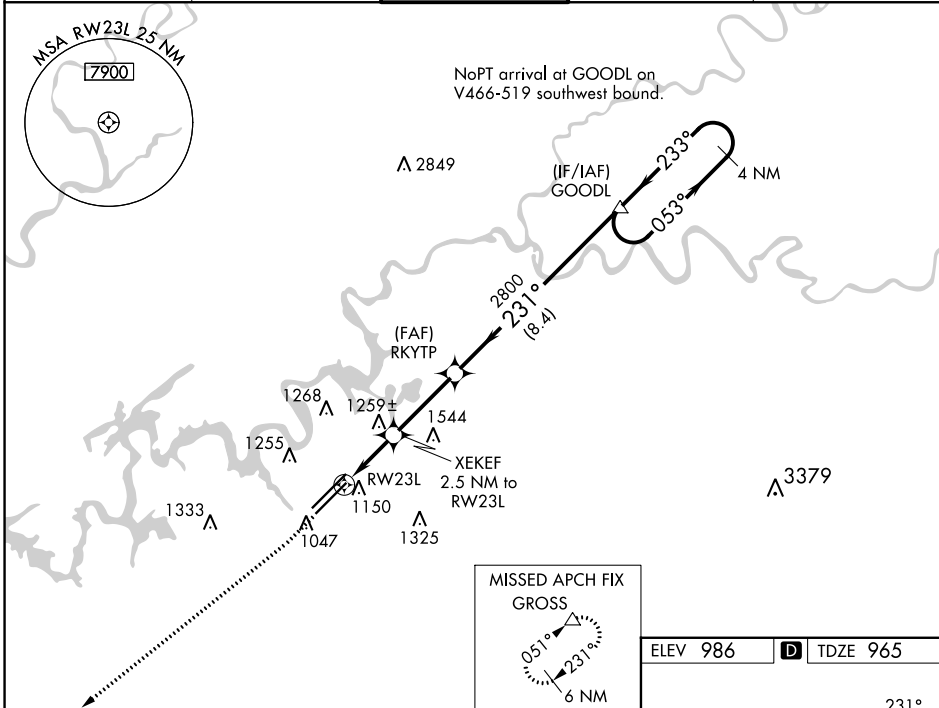 MSA RW23L 25 NM
7900
NoPT arrival at GOODL on
V466-519 southwest bound.
2849
(IF/IAF)
GOODL
233°
053°
4 NM
2800
231°
(8.4)
(FAF)
RKYTP
1268
1259±
1544
1255
XEKEF
2.5 NM to
RW23L
RW23L
1150
3379
1333
1047
1325
MISSED APCH FIX
GROSS
051°
231°
6 NM
ELEV 986 D TDZE 965
231°